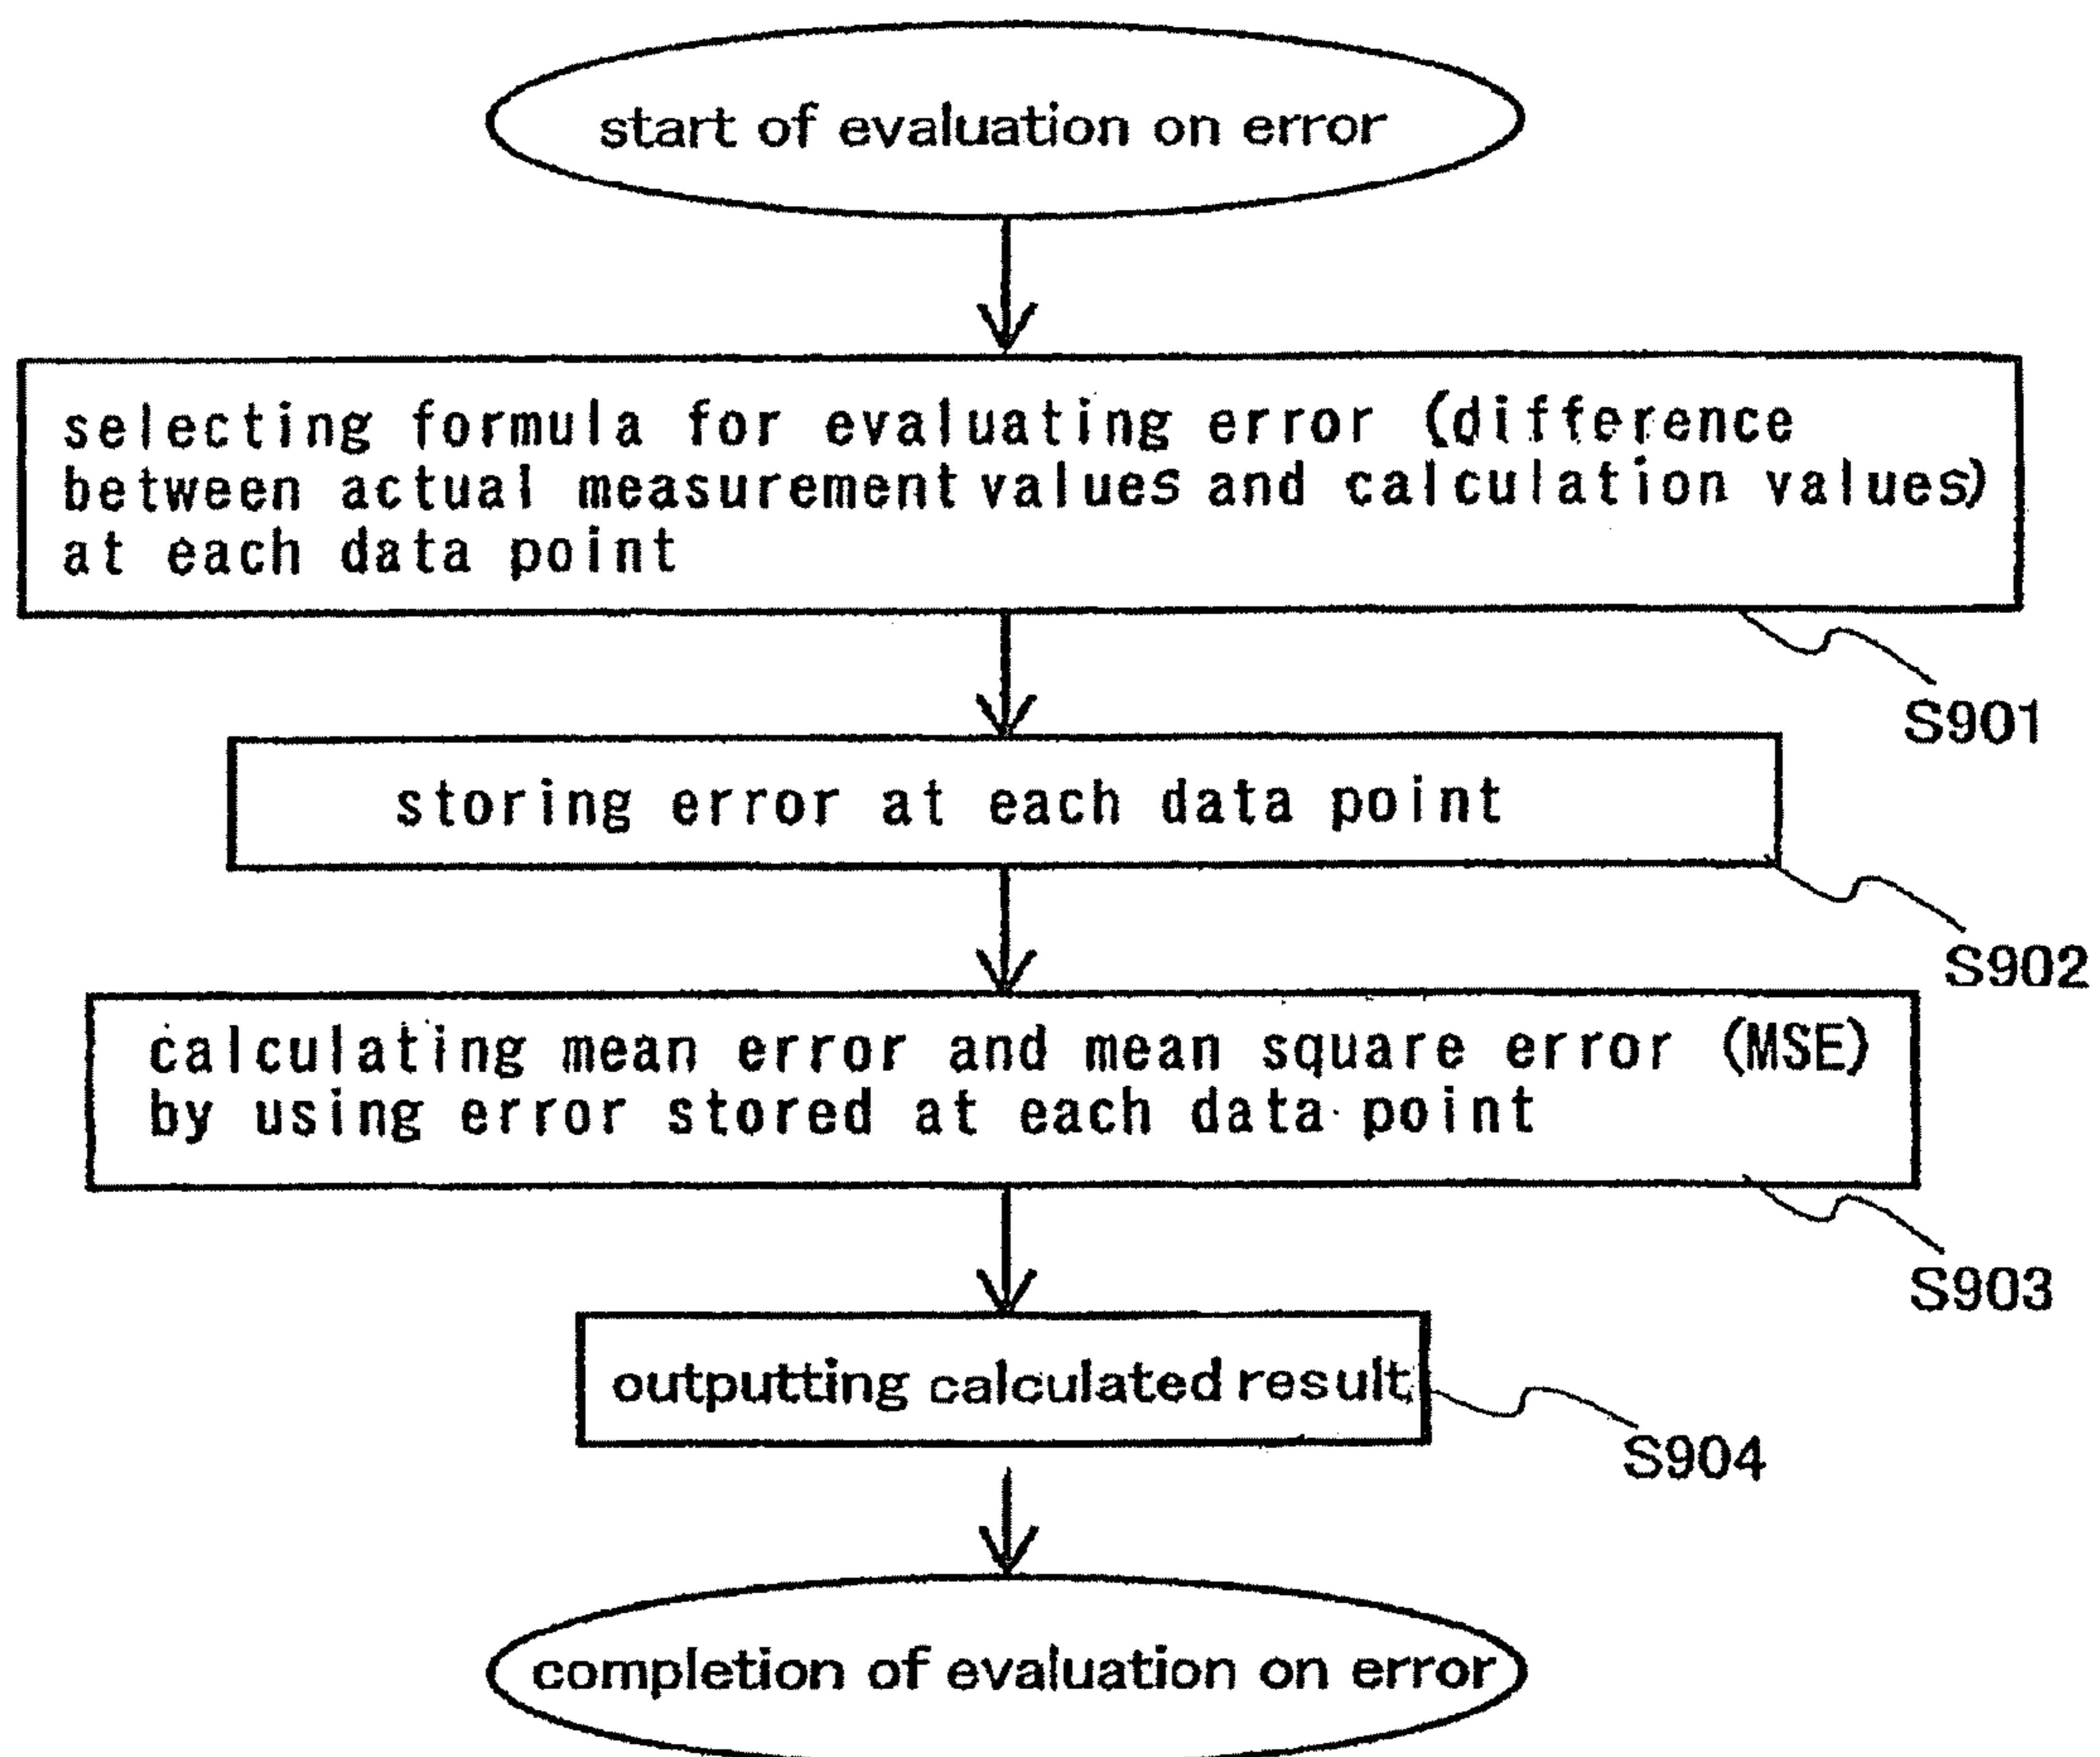 start of evaluation on error
selecting formula for evaluating error (difference
between actual measurement values and calculation values)
at each data point
S901
storing error at each data point
S902
calculating mean error and mean square error (MSE)
by using error stored at each data point
S903
outputting calculated result
S904
completion of evaluation on error